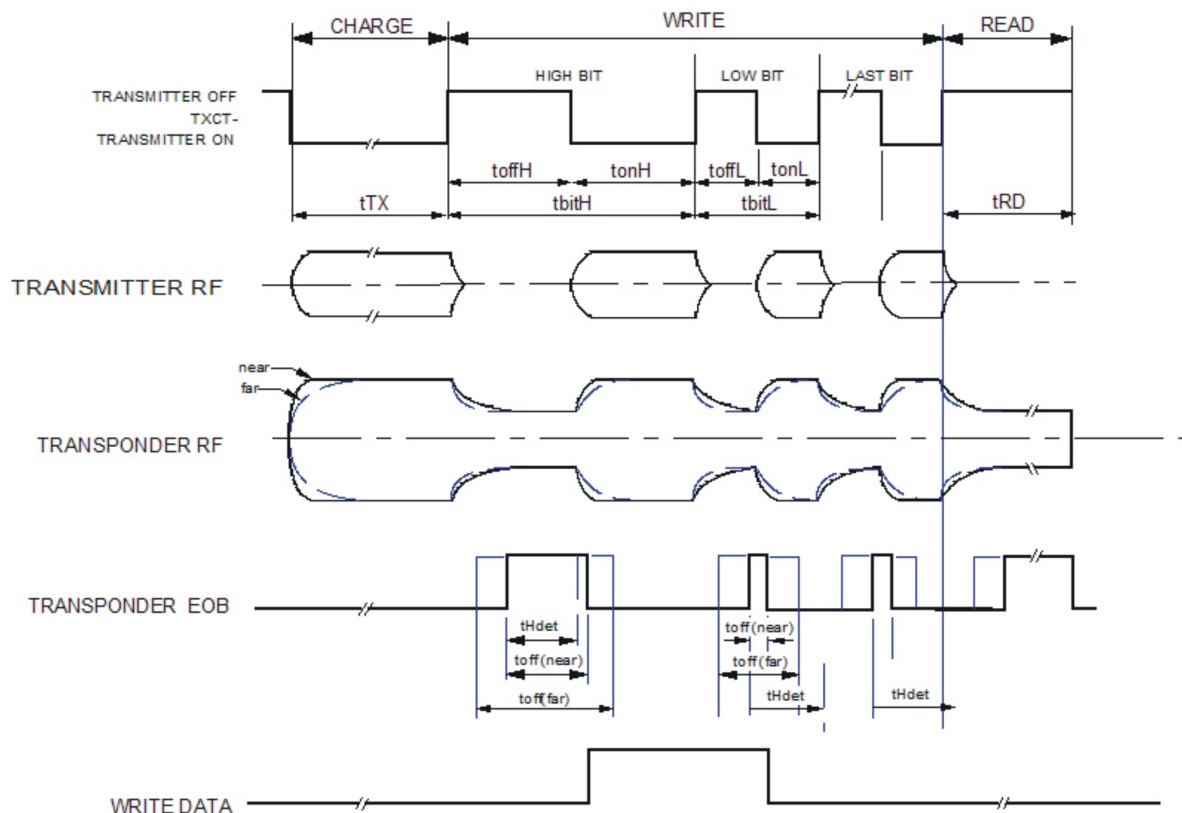 CHARGE
WRITE
READ
HIGH BIT
LOW BIT
LAST BIT
TRANSMITTER OFF
TXCT-
TRANSMITTER ON
toffH
tonH
toffL
tonL
tTX
tbitH
tbitL
tRD
TRANSMITTER RF
near
far
TRANSPONDER RF
TRANSPONDER EOB
tHdet
toff(near)
toff(far)
toff(near)
toff(far)
tHdet
tHdet
WRITE DATA